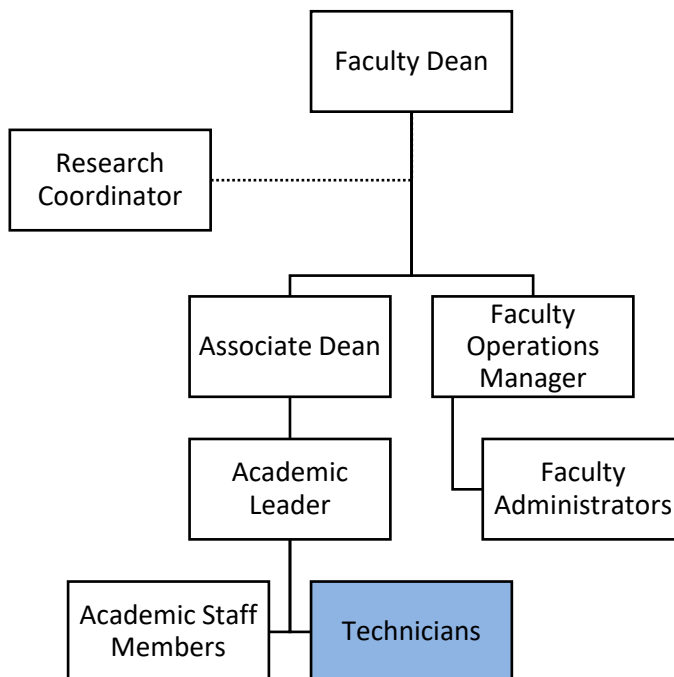 Faculty Dean
Research
Coordinator
Associate Dean
Faculty
Operations
Manager
Academic
Leader
Faculty
Administrators
Academic Staff
Members
Technicians